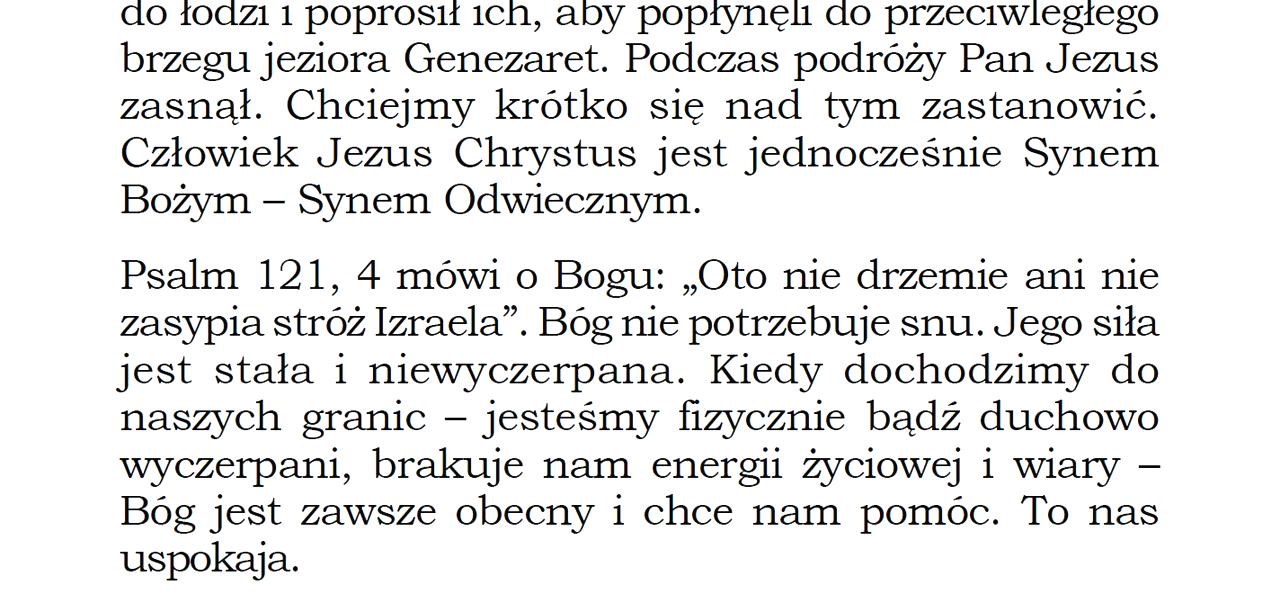 do łodzi i poprosił ich, aby popłynęli do przeciwległego
brzegu jeziora Genezaret. Podczas podróży Pan Jezus
zasnął. Chciejmy krótko się nad tym zastanowić.
Człowiek Jezus Chrystus jest jednocześnie Synem
Bożym – Synem Odwiecznym.
Psalm 121, 4 mówi o Bogu: „Oto nie drzemie ani nie
zasypia stróż Izraela”. Bóg nie potrzebuje snu. Jego siła
jest stała i niewyczerpana. Kiedy dochodzimy do
naszych granic – jesteśmy fizycznie bądź duchowo
wyczerpani, brakuje nam energii życiowej i wiary –
Bóg jest zawsze obecny i chce nam pomóc. To nas
uspokaja.